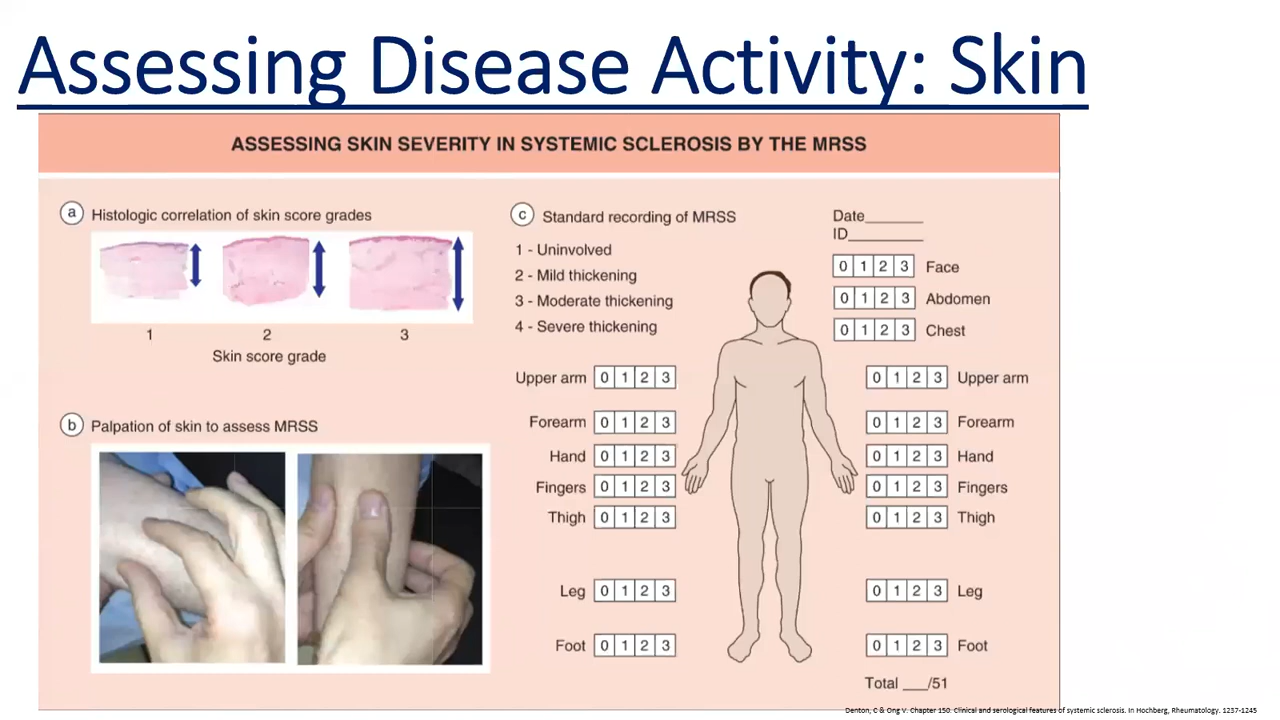 Assessing Disease Activity: Skin
ASSESSING SKIN SEVERITY IN SYSTEMIC SCLEROSIS BY THE MRSS
a Histologic correlation of skin score grades
1 2 3
Skin score grade
b Palpation of skin to assess MRSS
c Standard recording of MRSS
1 - Uninvolved
2 - Mild thickening
3 - Moderate thickening
4 - Severe thickening
Date_______
ID_________
0 1 2 3 Face
0 1 2 3 Abdomen
0 1 2 3 Chest
Upper arm 0 1 2 3 0 1 2 3 Upper arm
Forearm 0 1 2 3 0 1 2 3 Forearm
Hand 0 1 2 3 0 1 2 3 Hand
Fingers 0 1 2 3 0 1 2 3 Fingers
Thigh 0 1 2 3 0 1 2 3 Thigh
Leg 0 1 2 3 0 1 2 3 Leg
Foot 0 1 2 3 0 1 2 3 Foot
Total ___/51
Denton, C & Ong V. Chapter 150: Clinical and serological features of systemic sclerosis. In Hochberg, Rheumatology. 1237-1245